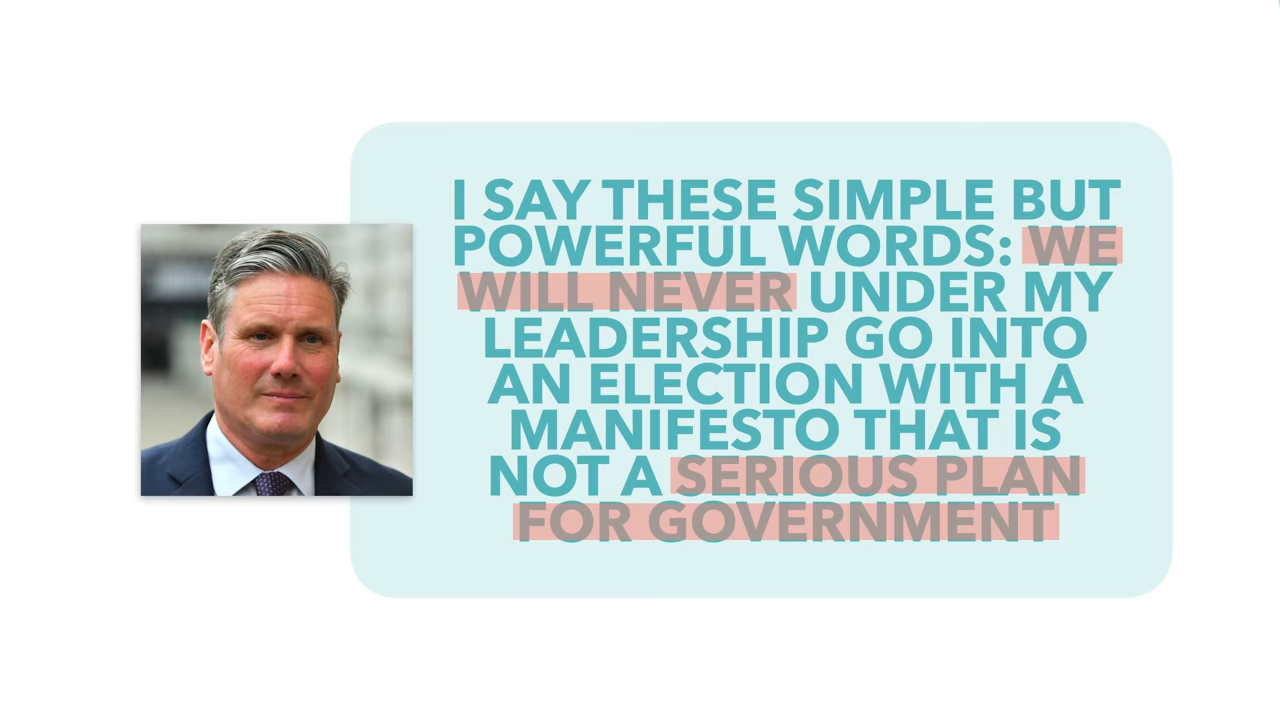 I SAY THESE SIMPLE BUT
POWERFUL WORDS: WE
WILL NEVER UNDER MY
LEADERSHIP GO INTO
AN ELECTION WITH A
MANIFESTO THAT IS
NOT A SERIOUS PLAN
FOR GOVERNMENT